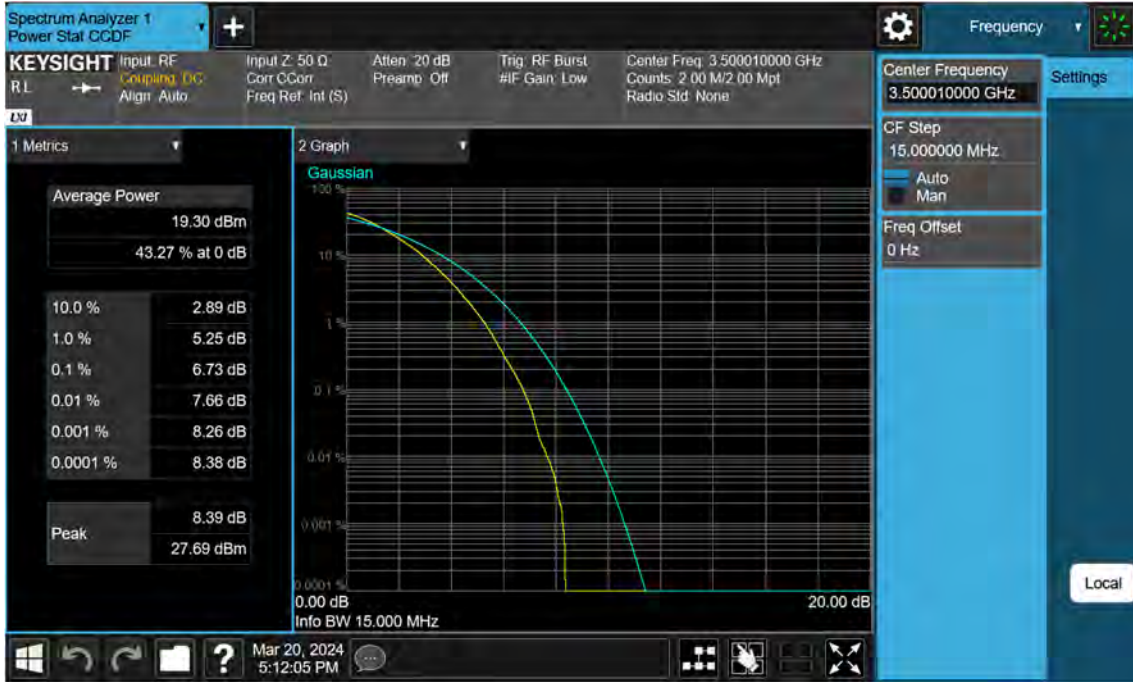 Spectrum Analyzer 1
Power Stat CCDF
+
Frequency
KEYSIGHT
RL
LXI
Input: RF
Coupling: DC
Align: Auto
Input Z: 50 Ω
Corr CCorr
Freq Ref: Int (S)
Atten: 20 dB
Preamp: Off
Trig: RF Burst
#IF Gain: Low
Center Freq: 3.500010000 GHz
Counts: 2.00 M/2.00 Mpt
Radio Std: None
Center Frequency
3.500010000 GHz
Settings
CF Step
15.000000 MHz
Auto
Man
Freq Offset
0 Hz
1 Metrics
Average Power
19.30 dBm
43.27 % at 0 dB
10.0 % 2.89 dB
1.0 % 5.25 dB
0.1 % 6.73 dB
0.01 % 7.66 dB
0.001 % 8.26 dB
0.0001 % 8.38 dB
Peak
8.39 dB
27.69 dBm
2 Graph
Gaussian
100 %
10 %
1 %
0.1 %
0.01 %
0.001 %
0.0001 %
0.00 dB 20.00 dB
Info BW 15.000 MHz
Local
?
Mar 20, 2024
5:12:05 PM